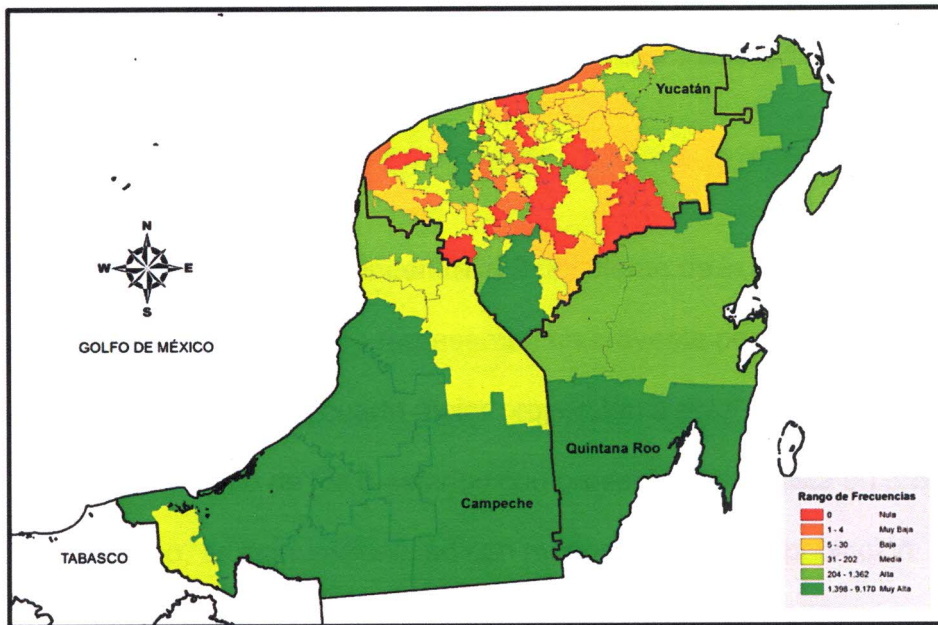 Yucatán
N
W E
S
GOLFO DE MÉXICO
Quintana Roo
Campeche
TABASCO
Rango de Frecuencias
0 Nula
1 - 4 Muy Baja
5 - 30 Baja
31 - 202 Media
204 - 1,362 Alta
1,398 - 9,170 Muy Alta